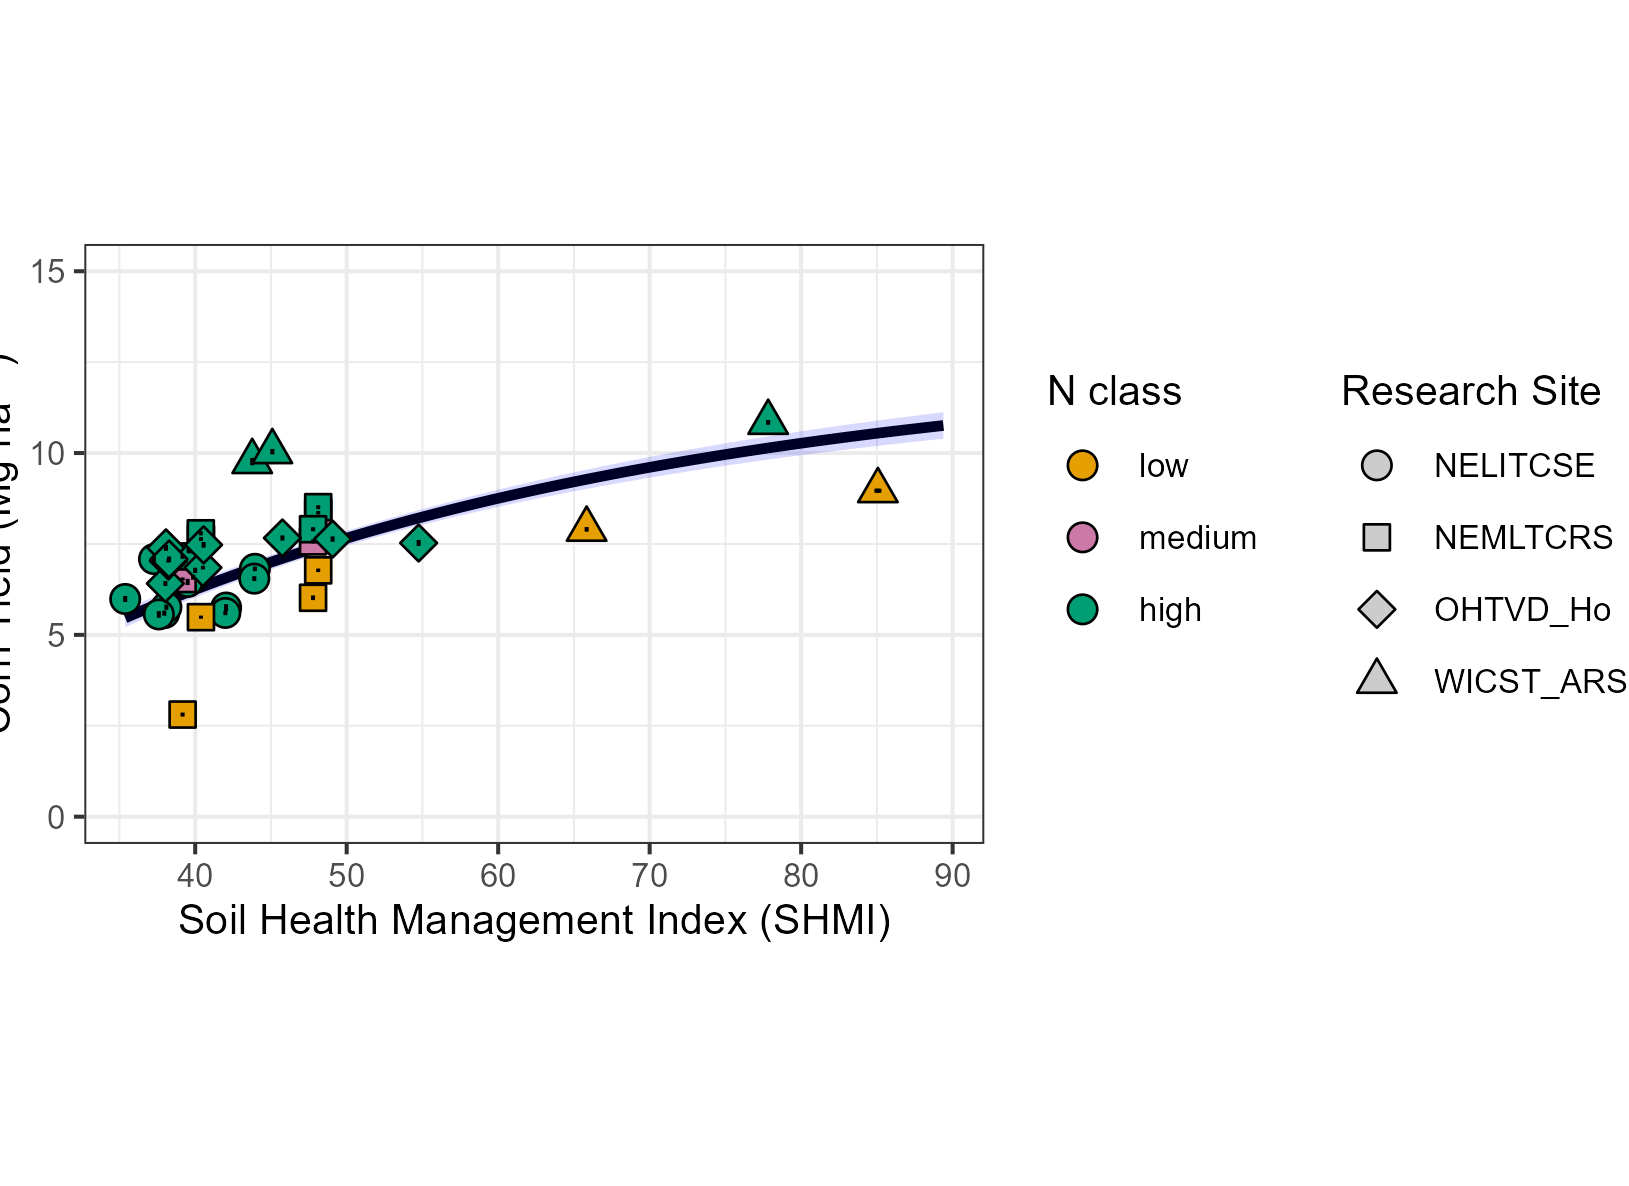 15
10
5
0
40 50 60 70 80 90
Soil Health Management Index (SHMI)
N class
low
medium
high
Research Site
NELITCSE
NEMLTCRS
OHTVD_Ho
WICST_ARS